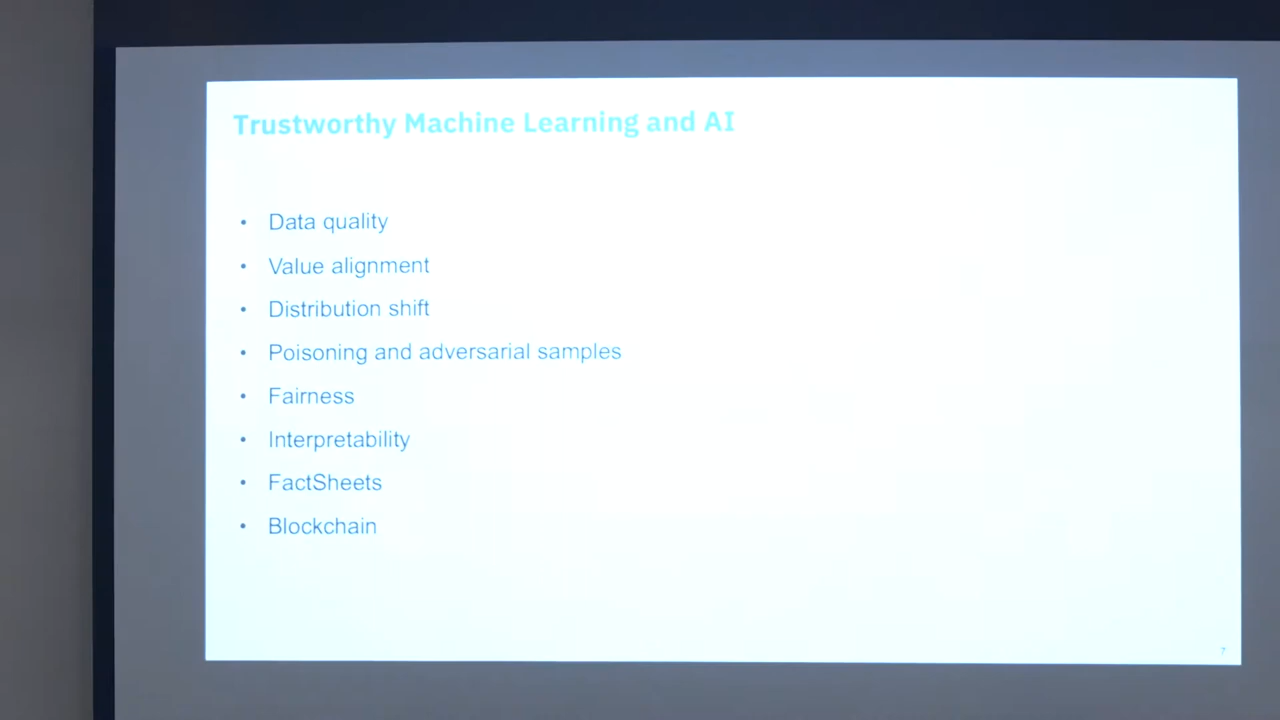 Trustworthy Machine Learning and AI
• Data quality
• Value alignment
• Distribution shift
• Poisoning and adversarial samples
• Fairness
• Interpretability
• FactSheets
• Blockchain
7